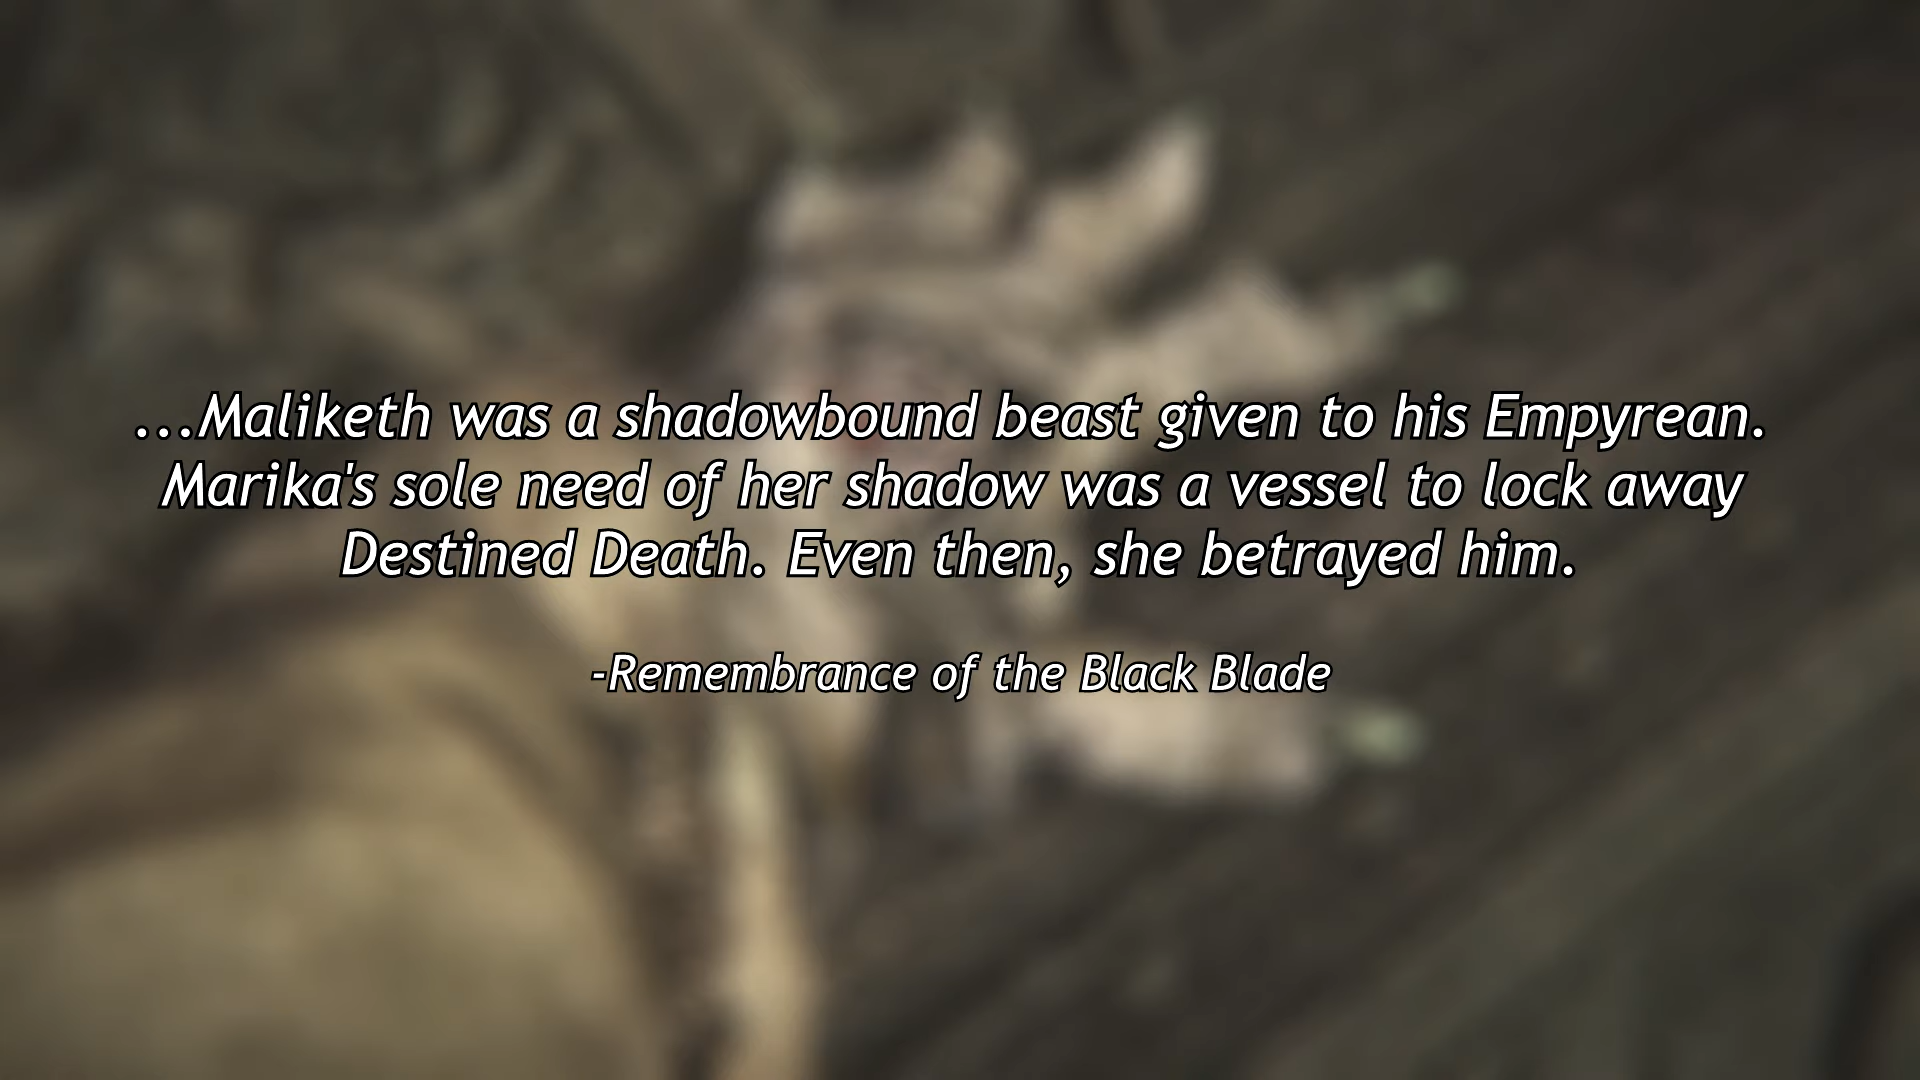 ...Maliketh was a shadowbound beast given to his Empyrean.
Marika's sole need of her shadow was a vessel to lock away
Destined Death. Even then, she betrayed him.
-Remembrance of the Black Blade